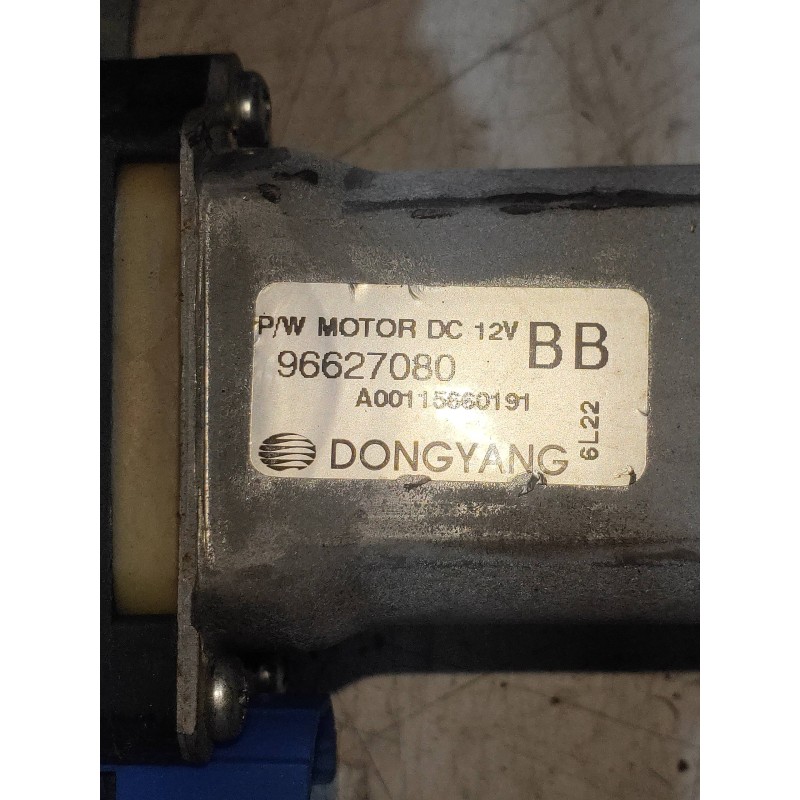 P/W MOTOR DC 12V BB
96627080
A00115660191
6L22
DONGYANG